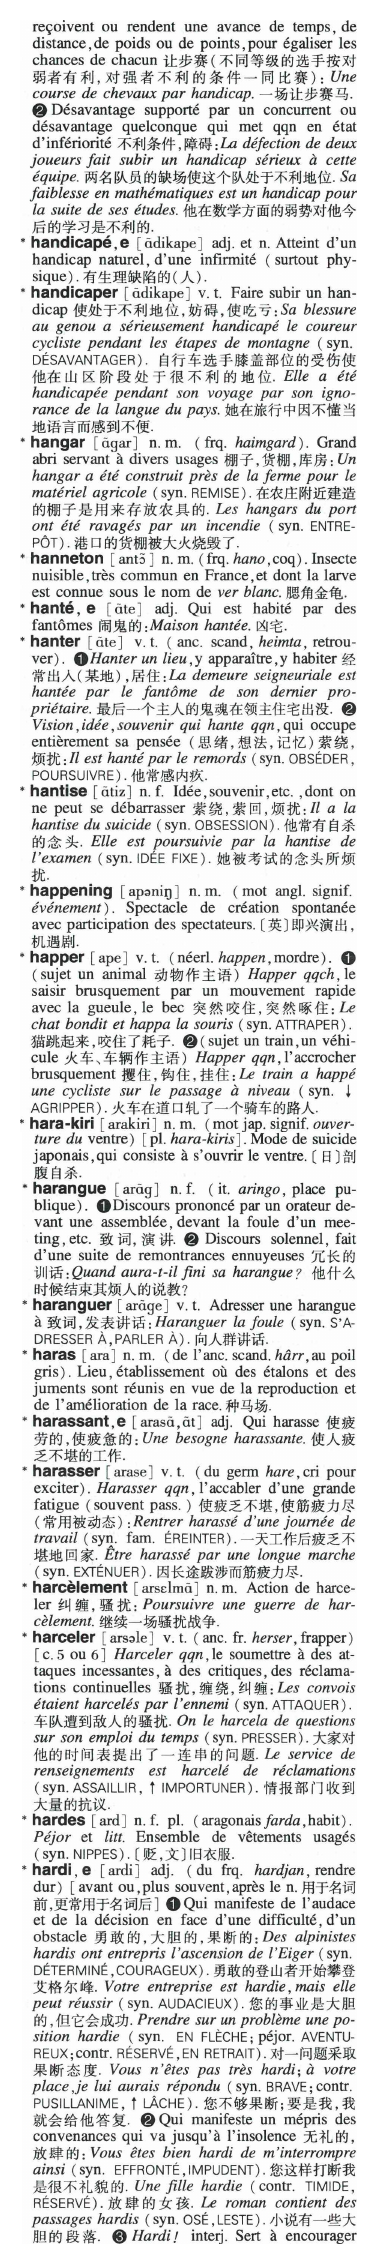 reçoivent ou rendent une avance de temps, de
distance, de poids ou de points, pour égaliser les
chances de chacun 让步赛(不同等级的选手按对
弱者有利, 对强者不利的条件一同比赛): Une
course de chevaux par handicap. 一场让步赛马.
❷ Désavantage supporté par un concurrent ou
désavantage quelconque qui met qqn en état
d'infériorité 不利条件, 障碍: La défection de deux
joueurs fait subir un handicap sérieux à cette
équipe. 两名队员的缺场使这个队处于不利地位. Sa
faiblesse en mathématiques est un handicap pour
la suite de ses études. 他在数学方面的弱势对他今
后的学习是不利的.
* handicapé, e [ɑ̃dikape] adj. et n. Atteint d'un
handicap naturel, d'une infirmité ( surtout phy-
sique). 有生理缺陷的(人).
* handicaper [ɑ̃dikape] v. t. Faire subir un han-
dicap 使处于不利地位, 妨碍, 使吃亏: Sa blessure
au genou a sérieusement handicapé le coureur
cycliste pendant les étapes de montagne ( syn.
DÉSAVANTAGER). 自行车选手膝盖部位的受伤使
他在山区阶段处于很不利的地位. Elle a été
handicapée pendant son voyage par son igno-
rance de la langue du pays. 她在旅行中因不懂当
地语言而感到不便.
* hangar [ɑ̃gar] n. m. ( frq. haimgard). Grand
abri servant à divers usages 棚子, 货棚, 库房: Un
hangar a été construit près de la ferme pour le
matériel agricole (syn. REMISE). 在农庄附近建造
的棚子是用来存放农具的. Les hangars du port
ont été ravagés par un incendie ( syn. ENTRE-
PÔT). 港口的货棚被大火烧毁了.
* hanneton [antɔ̃] n. m. (frq. hano, coq). Insecte
nuisible, très commun en France, et dont la larve
est connue sous le nom de ver blanc. 腮角金龟.
* hanté, e [ɑ̃te] adj. Qui est habité par des
fantômes 闹鬼的: Maison hantée. 凶宅.
* hanter [ɑ̃te] v. t. ( anc. scand, heimta, retrou-
ver). ❶ Hanter un lieu, y apparaître, y habiter 经
常出入(某地), 居住: La demeure seigneuriale est
hantée par le fantôme de son dernier pro-
priétaire. 最后一个主人的鬼魂在领主住宅出没. ❷
Vision, idée, souvenir qui hante qqn, qui occupe
entièrement sa pensée (思绪, 想法, 记忆) 萦绕,
烦扰: Il est hanté par le remords (syn. OBSÉDER,
POURSUIVRE). 他常感内疚.
* hantise [ɑ̃tiz] n. f. Idée, souvenir, etc. , dont on
ne peut se débarrasser 萦绕, 萦回, 烦扰: Il a la
hantise du suicide (syn. OBSESSION). 他常有自杀
的念头. Elle est poursuivie par la hantise de
l'examen (syn. IDÉE FIXE). 她被考试的念头所烦
扰.
* happening [apəniŋ] n. m. ( mot angl. signif.
événement). Spectacle de création spontanée
avec participation des spectateurs. [英]即兴演出,
机遇剧.
* happer [ape] v. t. (néerl. happen, mordre). ❶
(sujet un animal 动物作主语) Happer qqch, le
saisir brusquement par un mouvement rapide
avec la gueule, le bec 突然咬住, 突然啄住: Le
chat bondit et happa la souris (syn. ATTRAPER).
猫跳起来, 咬住了耗子. ❷(sujet un train, un véhi-
cule 火车、车辆作主语) Happer qqn, l'accrocher
brusquement 攫住, 钩住, 挂住: Le train a happé
une cycliste sur le passage à niveau ( syn. ↓
AGRIPPER). 火车在道口轧了一个骑车的路人.
* hara-kiri [arakiri] n. m. (mot jap. signif. ouver-
ture du ventre) [pl. hara-kiris]. Mode de suicide
japonais, qui consiste à s'ouvrir le ventre. [日]剖
腹自杀.
* harangue [arɑ̃g] n. f. (it. aringo, place pu-
blique). ❶ Discours prononcé par un orateur de-
vant une assemblée, devant la foule d'un mee-
ting, etc. 致词, 演讲. ❷ Discours solennel, fait
d'une suite de remontrances ennuyeuses 冗长的
训话: Quand aura-t-il fini sa harangue? 他什么
时候结束其烦人的说教?
* haranguer [arɑ̃ge] v. t. Adresser une harangue
à 致词, 发表讲话: Haranguer la foule (syn. S'A-
DRESSER À, PARLER À). 向人群讲话.
* haras [ara] n. m. (de l'anc. scand. hârr, au poil
gris). Lieu, établissement où des étalons et des
juments sont réunis en vue de la reproduction et
de l'amélioration de la race. 种马场.
* harassant, e [arasɑ̃, ɑ̃t] adj. Qui harasse 使疲
劳的, 使疲惫的: Une besogne harassante. 使人疲
乏不堪的工作.
* harasser [arase] v. t. (du germ hare, cri pour
exciter). Harasser qqn, l'accabler d'une grande
fatigue (souvent pass. ) 使疲乏不堪, 使筋疲力尽
(常用被动态): Rentrer harassé d'une journée de
travail (syn. fam. ÉREINTER). 一天工作后疲乏不
堪地回家. Être harassé par une longue marche
(syn. EXTÉNUER). 因长途跋涉而筋疲力尽.
* harcèlement [arsɛlmɑ̃] n. m. Action de harce-
ler 纠缠, 骚扰: Poursuivre une guerre de har-
cèlement. 继续一场骚扰战争.
* harceler [arsəle] v. t. (anc. fr. herser, frapper)
[c. 5 ou 6] Harceler qqn, le soumettre à des at-
taques incessantes, à des critiques, des réclama-
tions continuelles 骚扰, 缠绕, 纠缠: Les convois
étaient harcelés par l'ennemi (syn. ATTAQUER).
车队遭到敌人的骚扰. On le harcela de questions
sur son emploi du temps (syn. PRESSER). 大家对
他的时间表提出了一连串的问题. Le service de
renseignements est harcelé de réclamations
(syn. ASSAILLIR, ↑ IMPORTUNER). 情报部门收到
大量的抗议.
* hardes [ard] n. f. pl. (aragonais farda, habit).
Péjor et litt. Ensemble de vêtements usagés
(syn. NIPPES). [贬, 文]旧衣服.
* hardi, e [ardi] adj. (du frq. hardjan, rendre
dur) [avant ou, plus souvent, après le n. 用于名词
前, 更常用于名词后] ❶ Qui manifeste de l'audace
et de la décision en face d'une difficulté, d'un
obstacle 勇敢的, 大胆的, 果断的: Des alpinistes
hardis ont entrepris l'ascension de l'Eiger (syn.
DÉTERMINÉ, COURAGEUX). 勇敢的登山者开始攀登
艾格尔峰. Votre entreprise est hardie, mais elle
peut réussir (syn. AUDACIEUX). 您的事业是大胆
的, 但它会成功. Prendre sur un problème une po-
sition hardie (syn. EN FLÈCHE; péjor. AVENTU-
REUX; contr. RÉSERVÉ, EN RETRAIT). 对一问题采取
果断态度. Vous n'êtes pas très hardi; à votre
place, je lui aurais répondu (syn. BRAVE; contr.
PUSILLANIME, ↑ LÂCHE). 您不够果断; 要是我, 我
就会给他答复. ❷ Qui manifeste un mépris des
convenances qui va jusqu'à l'insolence 无礼的,
放肆的: Vous êtes bien hardi de m'interrompre
ainsi (syn. EFFRONTÉ, IMPUDENT). 您这样打断我
是很不礼貌的. Une fille hardie (contr. TIMIDE,
RÉSERVÉ). 放肆的女孩. Le roman contient des
passages hardis (syn. OSÉ, LESTE). 小说有一些大
胆的段落. ❸ Hardi! interj. Sert à encourager